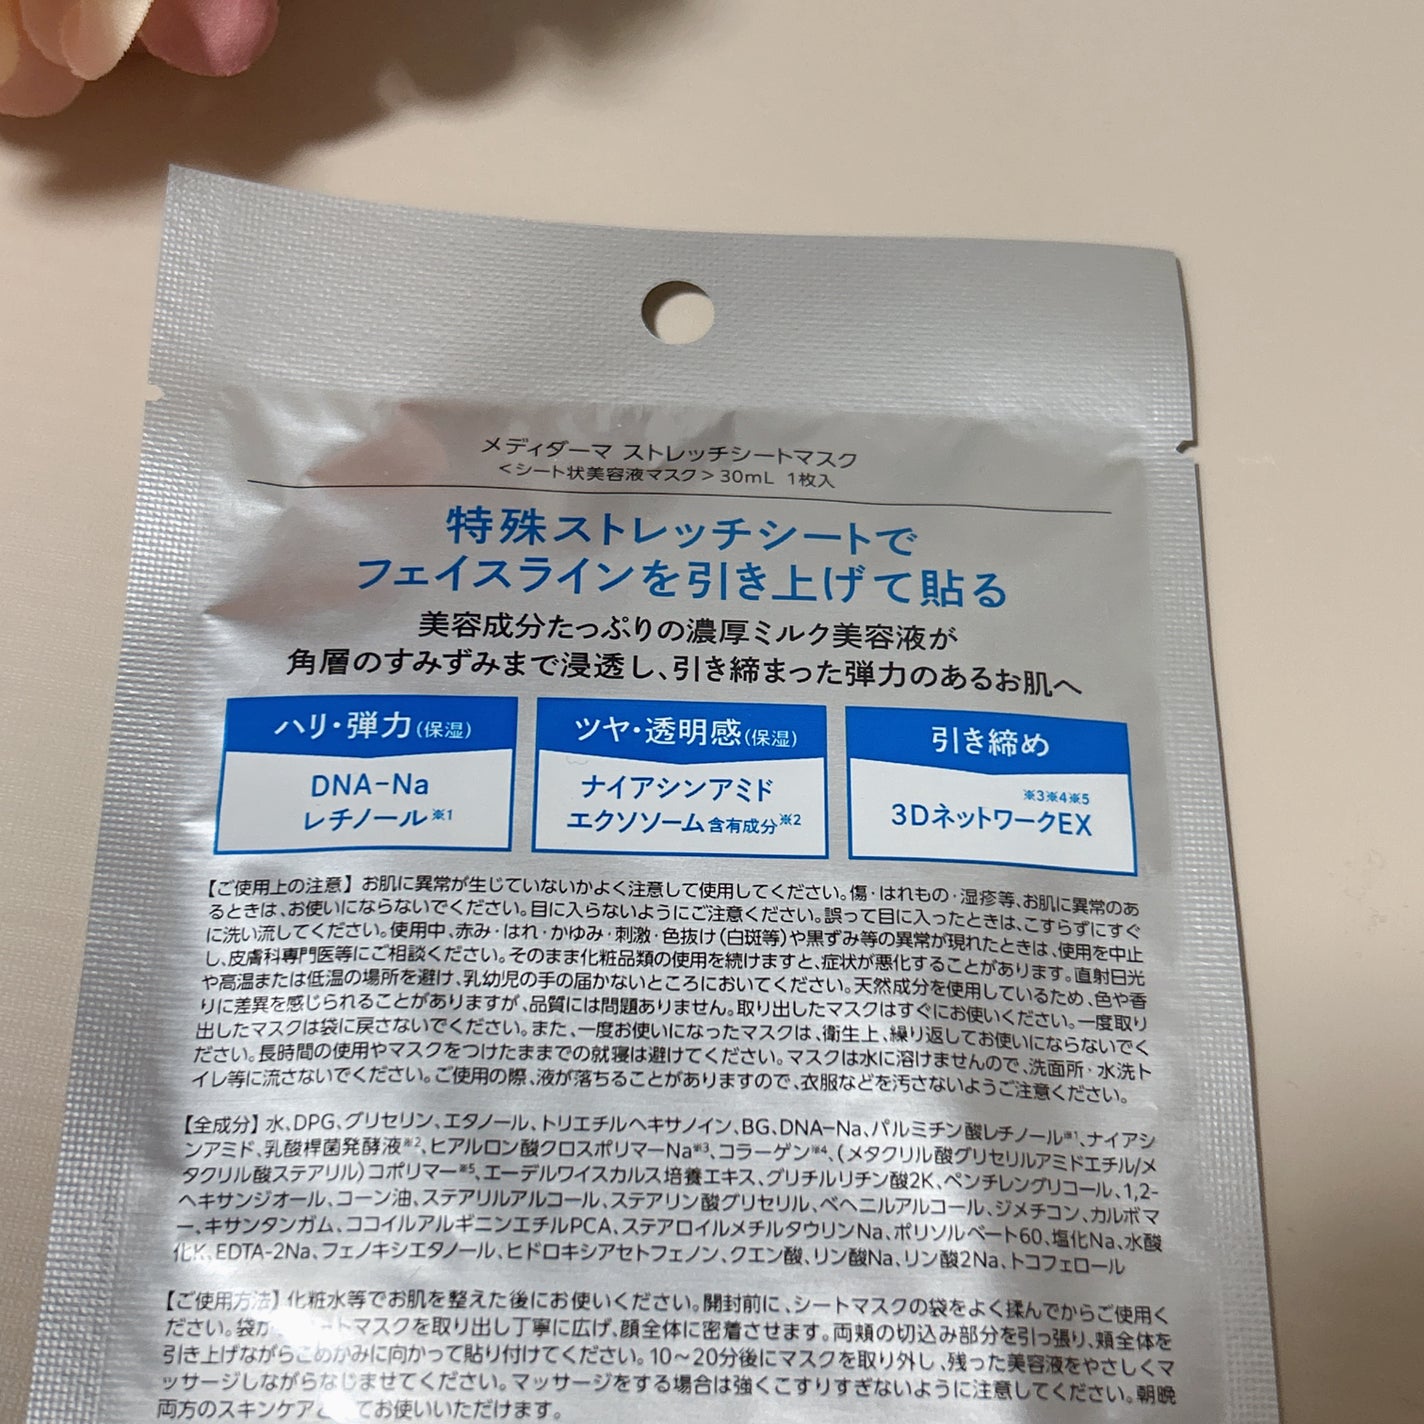 メディダーマ ストレッチシートマスク
<シート状美容液マスク> 30mL 1枚入
特殊ストレッチシートで
フェイスラインを引き上げて貼る
美容成分たっぷりの濃厚ミルク美容液が
角層のすみずみまで浸透し、引き締まった弾力のあるお肌へ
ハリ・弾力(保湿)
DNA-Na
レチノール※1
ツヤ・透明感(保湿)
ナイアシンアミド
エクソソーム含有成分※2
引き締め
※3※4※5
3DネットワークEX
【ご使用上の注意】お肌に異常が生じていないかよく注意して使用してください。傷・はれもの・湿疹等、お肌に異常のあ
るときは、お使いにならないでください。目に入らないようにご注意ください。誤って目に入ったときは、こすらずにすぐ
に洗い流してください。使用中、赤み・はれ・かゆみ・刺激・色抜け(白斑等)や黒ずみ等の異常が現れたときは、使用を中止
し、皮膚科専門医等にご相談ください。そのまま化粧品類の使用を続けますと、症状が悪化することがあります。直射日光
や高温または低温の場所を避け、乳幼児の手の届かないところにおいてください。天然成分を使用しているため、色や香
りに差異を感じられることがありますが、品質には問題ありません。取り出したマスクはすぐにお使いください。一度取り
出したマスクは袋に戻さないでください。また、一度お使いになったマスクは、衛生上、繰り返してお使いにならないでく
ださい。長時間の使用やマスクをつけたままでの就寝は避けてください。マスクは水に溶けませんので、洗面所・水洗ト
イレ等に流さないでください。ご使用の際、液が落ちることがありますので、衣服などを汚さないようご注意ください。
【全成分】水、DPG、グリセリン、エタノール、トリエチルヘキサノイン、BG、DNA-Na、パルミチン酸レチノール※1、ナイアシ
ンアミド、乳酸桿菌発酵液※2、ヒアルロン酸クロスポリマーNa※3、コラーゲン※4、(メタクリル酸グリセリルアミドエチル/メ
タクリル酸ステアリル)コポリマー※5、エーデルワイスカルス培養エキス、グリチルリチン酸2K、ペンチレングリコール、1,2-
ヘキサンジオール、コーン油、ステアリルアルコール、ステアリン酸グリセリル、ベヘニルアルコール、ジメチコン、カルボマ
ー、キサンタンガム、ココイルアルギニンエチルPCA、ステアロイルメチルタウリンNa、ポリソルベート60、塩化Na、水酸
化K、EDTA-2Na、フェノキシエタノール、ヒドロキシアセトフェノン、クエン酸、リン酸Na、リン酸2Na、トコフェロール
【ご使用方法】化粧水等でお肌を整えた後にお使いください。開封前に、シートマスクの袋をよく揉んでからご使用く
ださい。袋か トマスクを取り出し丁寧に広げ、顔全体に密着させます。両頬の切込み部分を引っ張り、頬全体を
引き上げながらこめかみに向かって貼り付けてください。10～20分後にマスクを取り外し、残った美容液をやさしくマ
ッサージしながらなじませてください。マッサージをする場合は強くこすりすぎないように注意してください。朝晩
両方のスキンケアと てお使いいただけます。